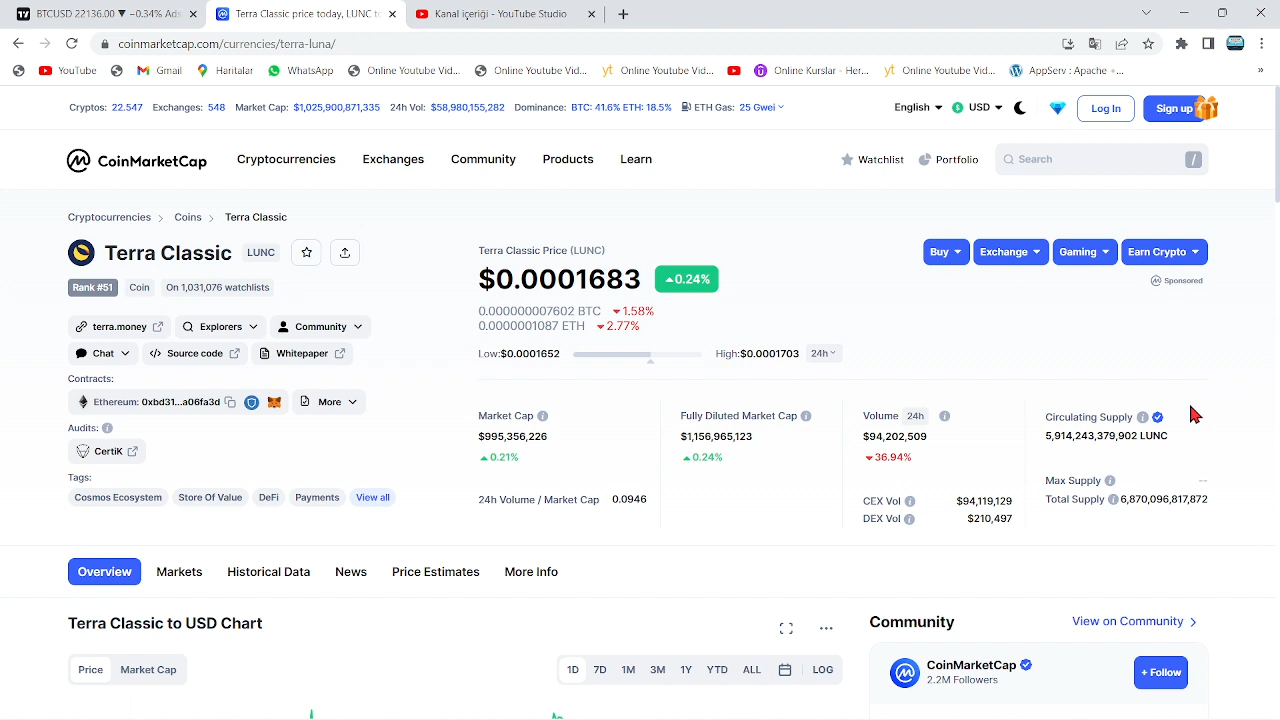 BTCUSD 22136.00 ▼ −0.34% Ads
Terra Classic price today, LUNC to
Kanal içeriği - YouTube Studio
coinmarketcap.com/currencies/terra-luna/
YouTube
Gmail
Haritalar
WhatsApp
Online Youtube Vid...
Online Youtube Vid...
Online Youtube Vid...
Online Kurslar - Her...
Online Youtube Vid...
AppServ : Apache +...
»
Cryptos: 22.547 Exchanges: 548 Market Cap: $1,025,900,871,335 24h Vol: $58,980,155,282 Dominance: BTC: 41.6% ETH: 18.5% ETH Gas: 25 Gwei
English USD Log In Sign up
CoinMarketCap Cryptocurrencies Exchanges Community Products Learn
Watchlist Portfolio Search /
Cryptocurrencies > Coins > Terra Classic
Terra Classic LUNC
Rank #51 Coin On 1,031,076 watchlists
terra.money Explorers Community
Chat </> Source code Whitepaper
Contracts:
Ethereum: 0xbd31...a06fa3d More
Audits:
CertiK
Tags:
Cosmos Ecosystem Store Of Value DeFi Payments View all
Terra Classic Price (LUNC)
$0.0001683 0.24%
0.000000007602 BTC 1.58%
0.0000001087 ETH 2.77%
Low:$0.0001652 High:$0.0001703 24h
Buy Exchange Gaming Earn Crypto
Sponsored
Market Cap
$995,356,226
0.21%
24h Volume / Market Cap 0.0946
Fully Diluted Market Cap
$1,156,965,123
0.24%
Volume 24h
$94,202,509
36.94%
CEX Vol $94,119,129
DEX Vol $210,497
Circulating Supply
5,914,243,379,902 LUNC
Max Supply --
Total Supply 6,870,096,817,872
Overview Markets Historical Data News Price Estimates More Info
Terra Classic to USD Chart
Price Market Cap
1D 7D 1M 3M 1Y YTD ALL LOG
Community View on Community >
CoinMarketCap
2.2M Followers
+ Follow